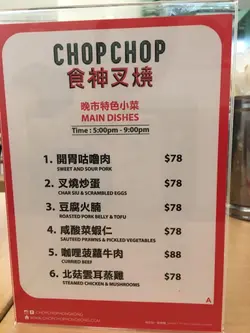 CHOP CHOP
食神叉燒
晚市特色小菜
MAIN DISHES
Time : 5:00pm - 9:00pm
1. 開胃咕嚕肉 $78
SWEET AND SOUR PORK
2. 叉燒炒蛋 $78
CHAR SIU & SCRAMBLED EGGS
3. 豆腐火腩 $78
ROASTED PORK BELLY & TOFU
4. 咸酸菜蝦仁 $78
SAUTEED PRAWNS & PICKLED VEGETABLES
5. 咖哩菠蘿牛肉 $88
CURRIED BEEF
6. 北菇雲耳蒸雞 $78
STEAMED CHICKEN & MUSHROOMS
A